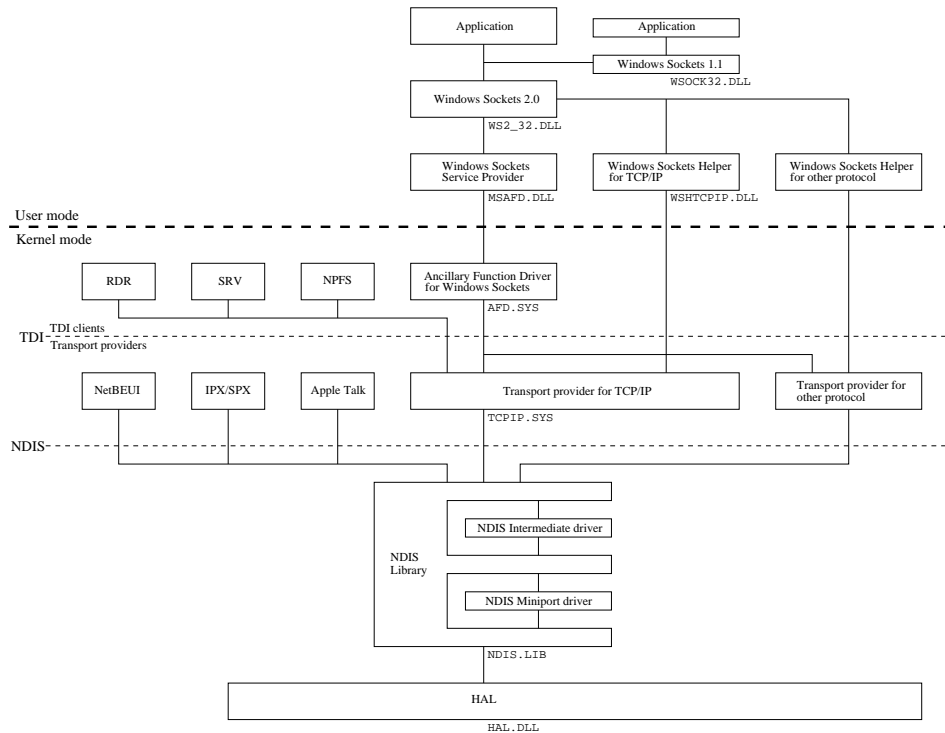 Application
Application
Windows Sockets 1.1
WSOCK32.DLL
Windows Sockets 2.0
WS2_32.DLL
Windows Sockets
Service Provider
MSAFD.DLL
Windows Sockets Helper
for TCP/IP
WSHTCPIP.DLL
Windows Sockets Helper
for other protocol
User mode
Kernel mode
RDR
SRV
NPFS
Ancillary Function Driver
for Windows Sockets
AFD.SYS
TDI
TDI clients
Transport providers
NetBEUI
IPX/SPX
Apple Talk
Transport provider for TCP/IP
TCPIP.SYS
Transport provider for
other protocol
NDIS
NDIS
Library
NDIS Intermediate driver
NDIS Miniport driver
NDIS.LIB
HAL
HAL.DLL